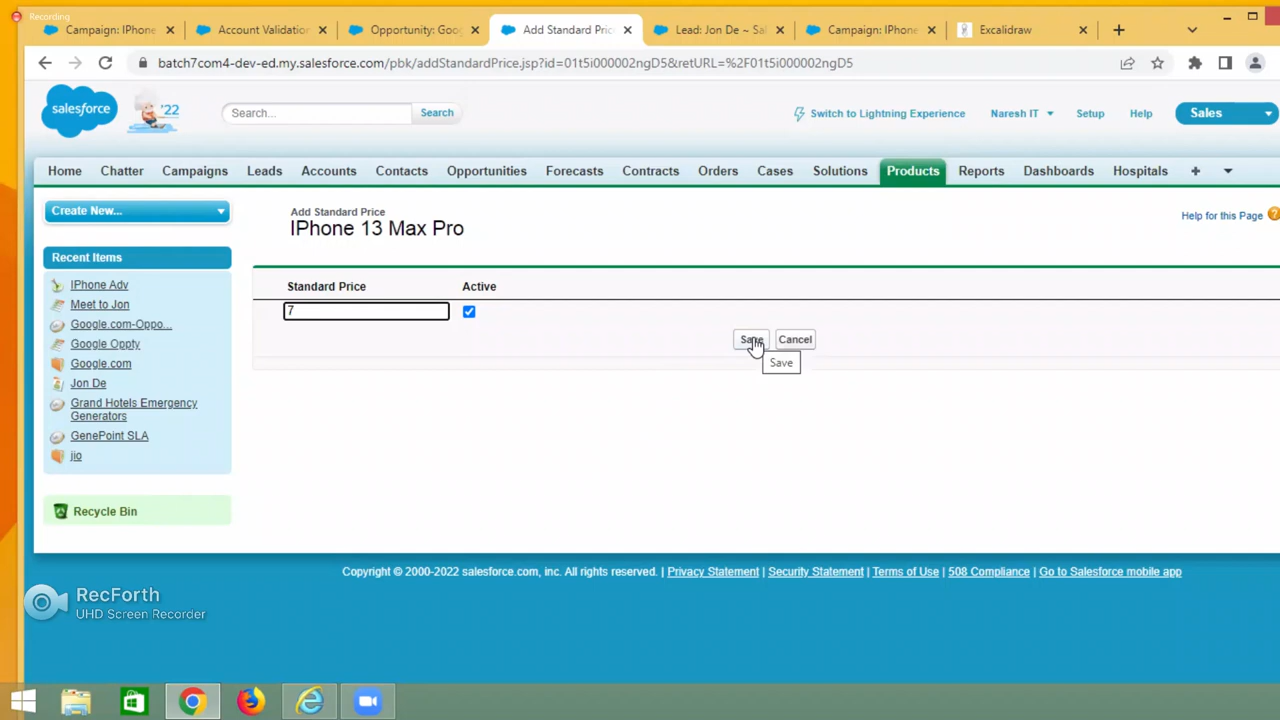 Recording
Campaign: IPhone
Account Validation
Opportunity: Goog
Add Standard Pric
Lead: Jon De ~ Sal
Campaign: IPhone
Excalidraw
batch7com4-dev-ed.my.salesforce.com/pbk/addStandardPrice.jsp?id=01t5i000002ngD5&retURL=%2F01t5i000002ngD5
salesforce
'22
Search...
Search
Switch to Lightning Experience
Naresh IT
Setup
Help
Sales
Home
Chatter
Campaigns
Leads
Accounts
Contacts
Opportunities
Forecasts
Contracts
Orders
Cases
Solutions
Products
Reports
Dashboards
Hospitals
+
Create New...
Add Standard Price
IPhone 13 Max Pro
Help for this Page
Recent Items
IPhone Adv
Meet to Jon
Google.com-Oppo...
Google Oppty
Google.com
Jon De
Grand Hotels Emergency
Generators
GenePoint SLA
jio
Recycle Bin
Standard Price
Active
7
Save
Cancel
Save
Copyright © 2000-2022 salesforce.com, inc. All rights reserved. | Privacy Statement | Security Statement | Terms of Use | 508 Compliance | Go to Salesforce mobile app
RecForth
UHD Screen Recorder